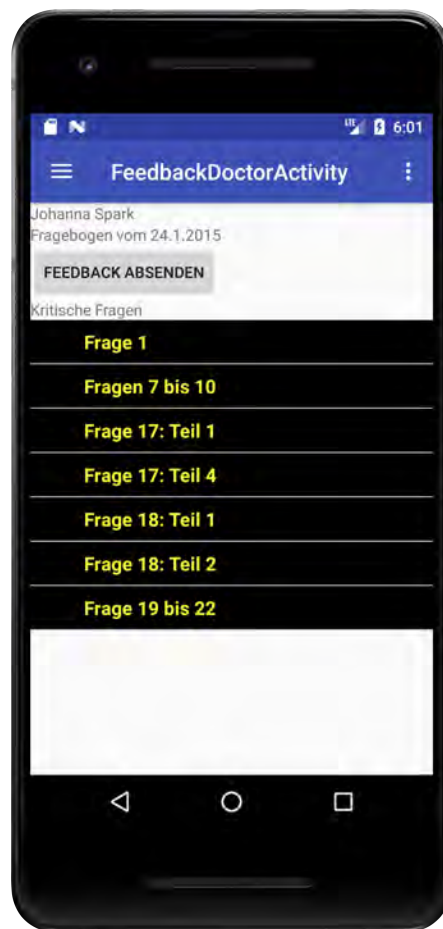 LTE 6:01
FeedbackDoctorActivity
Johanna Spark
Fragebogen vom 24.1.2015
FEEDBACK ABSENDEN
Kritische Fragen
Frage 1
Fragen 7 bis 10
Frage 17: Teil 1
Frage 17: Teil 4
Frage 18: Teil 1
Frage 18: Teil 2
Frage 19 bis 22